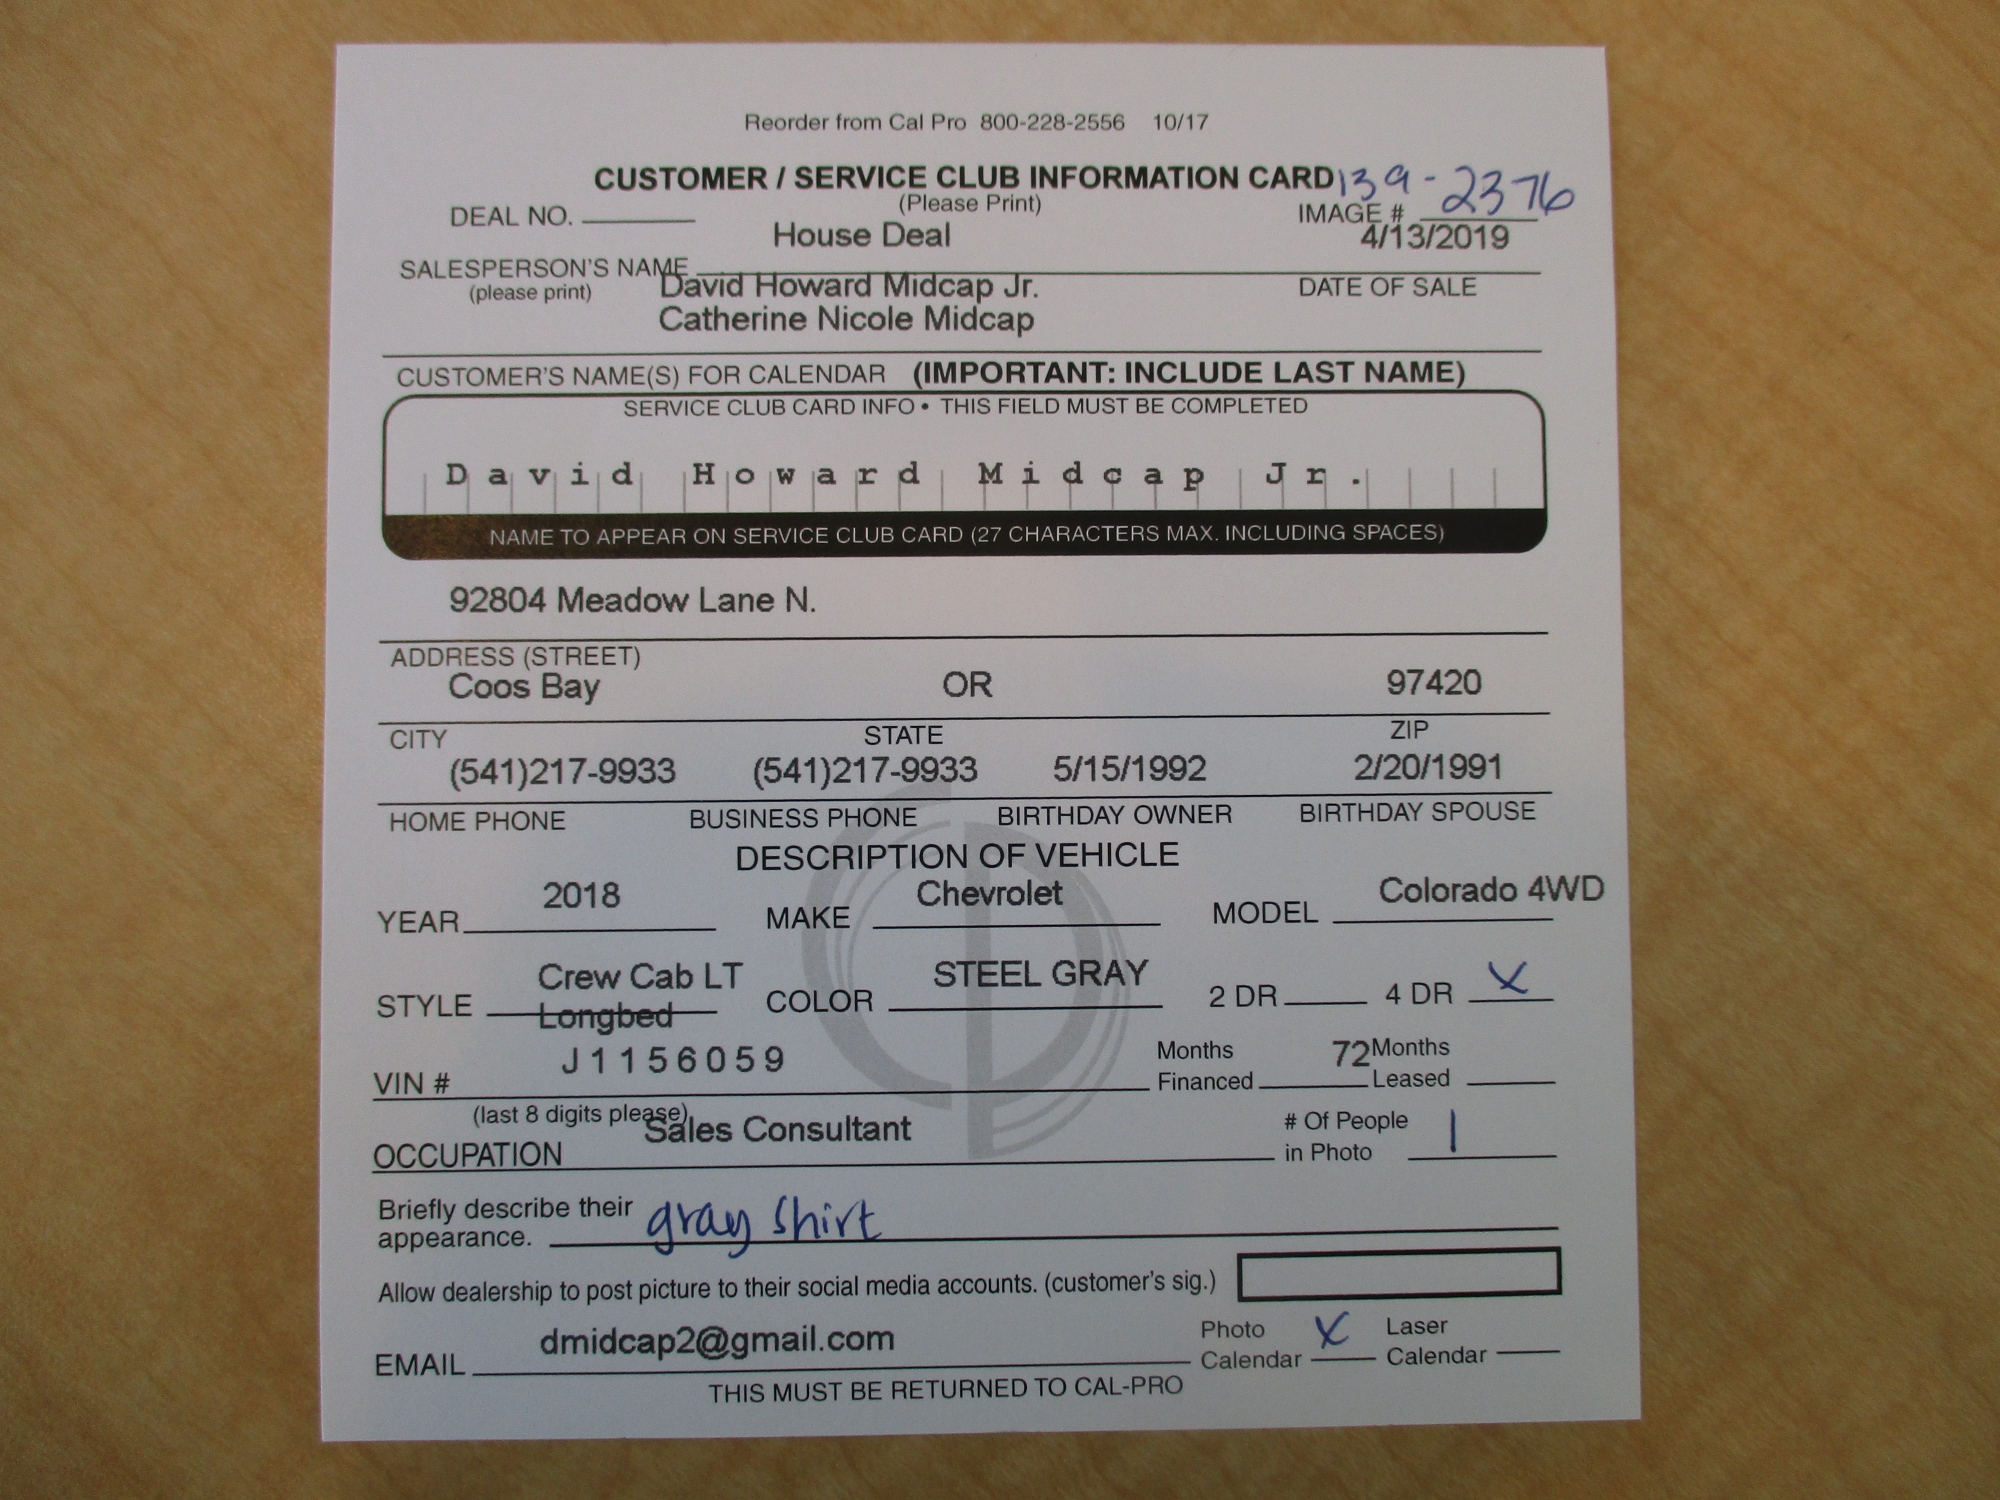 Reorder from Cal Pro 800-228-2556 10/17
CUSTOMER / SERVICE CLUB INFORMATION CARD 139-2376
(Please Print)
DEAL NO. IMAGE #
House Deal 4/13/2019
SALESPERSON'S NAME
(please print) DATE OF SALE
David Howard Midcap Jr.
Catherine Nicole Midcap
CUSTOMER'S NAME(S) FOR CALENDAR (IMPORTANT: INCLUDE LAST NAME)
SERVICE CLUB CARD INFO • THIS FIELD MUST BE COMPLETED
David Howard Midcap Jr.
NAME TO APPEAR ON SERVICE CLUB CARD (27 CHARACTERS MAX. INCLUDING SPACES)
92804 Meadow Lane N.
ADDRESS (STREET)
Coos Bay OR 97420
CITY STATE ZIP
(541)217-9933 (541)217-9933 5/15/1992 2/20/1991
HOME PHONE BUSINESS PHONE BIRTHDAY OWNER BIRTHDAY SPOUSE
DESCRIPTION OF VEHICLE
YEAR 2018 MAKE Chevrolet MODEL Colorado 4WD
STYLE Crew Cab LT COLOR STEEL GRAY 2 DR 4 DR X
Longbed
VIN # J1156059 Months Financed 72 Months Leased
(last 8 digits please)
OCCUPATION Sales Consultant # Of People in Photo 1
Briefly describe their
appearance. gray shirt
Allow dealership to post picture to their social media accounts. (customer's sig.)
EMAIL dmidcap2@gmail.com Photo Calendar X Laser Calendar
THIS MUST BE RETURNED TO CAL-PRO